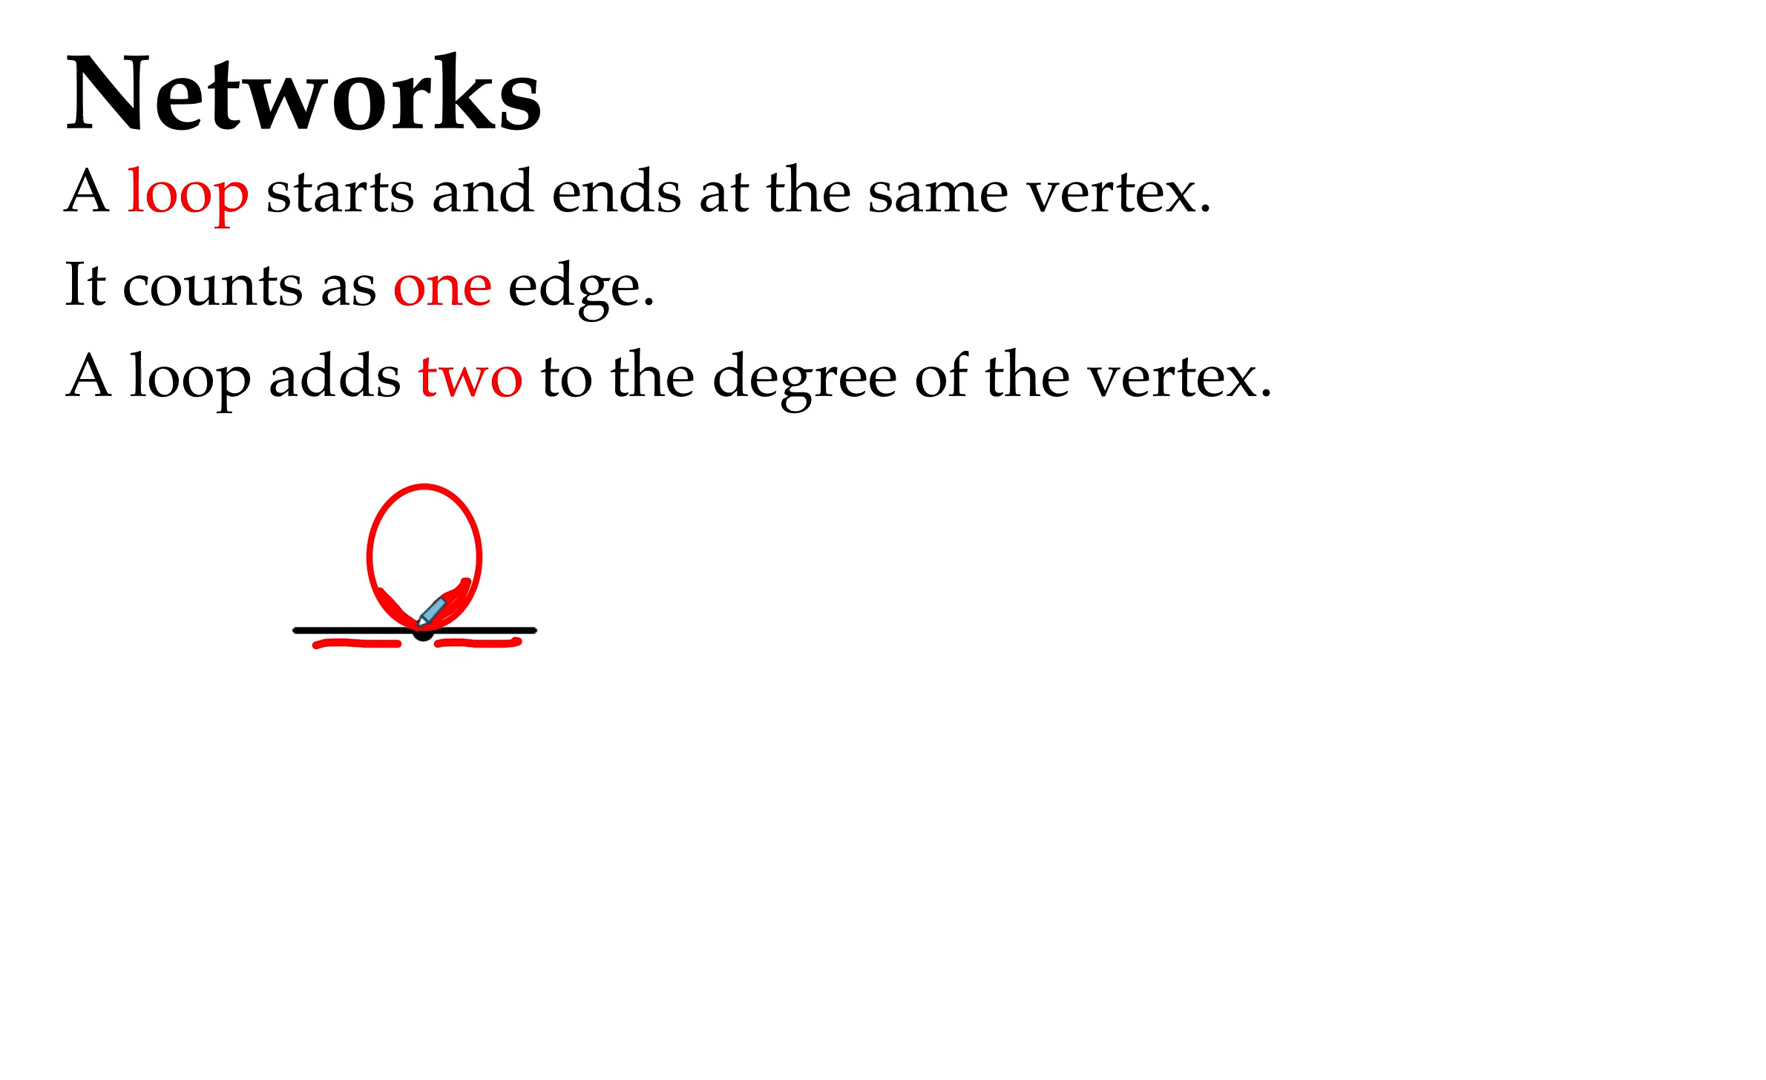 Networks
A loop starts and ends at the same vertex.
It counts as one edge.
A loop adds two to the degree of the vertex.